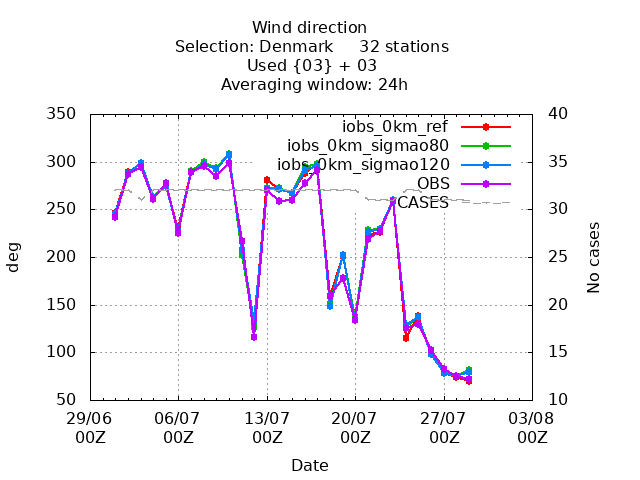 Wind direction
Selection: Denmark 32 stations
Used {03} + 03
Averaging window: 24h
350 40
iobs_0km_ref
iobs_0km_sigmao80
300 iobs_0km_sigmao120 35
OBS
CASES
250 30
deg
200 25
No cases
150 20
100 15
50 10
29/06 06/07 13/07 20/07 27/07 03/08
00Z 00Z 00Z 00Z 00Z 00Z
Date